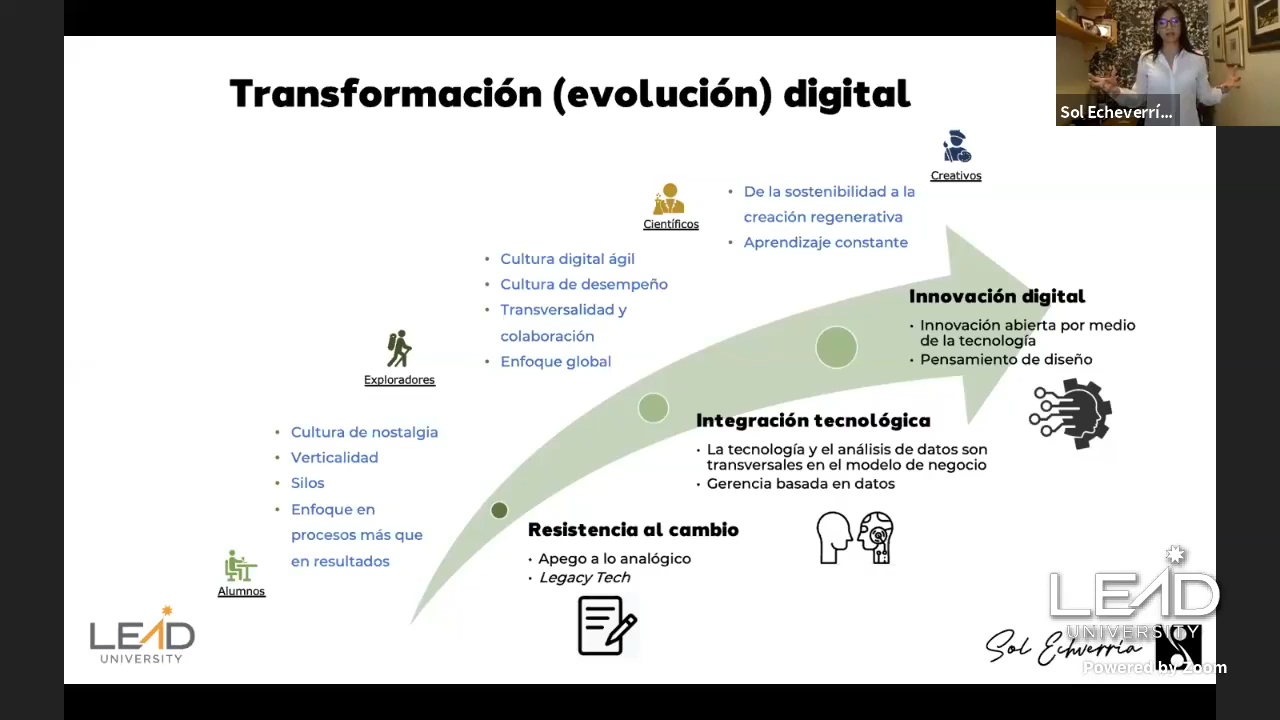 Transformación (evolución) digital
Sol Echeverrí...
Creativos
• De la sostenibilidad a la
creación regenerativa
• Aprendizaje constante
Científicos
• Cultura digital ágil
• Cultura de desempeño
• Transversalidad y
colaboración
• Enfoque global
Innovación digital
• Innovación abierta por medio
de la tecnología
• Pensamiento de diseño
Exploradores
• Cultura de nostalgia
• Verticalidad
• Silos
• Enfoque en
procesos más que
en resultados
Integración tecnológica
• La tecnología y el análisis de datos son
transversales en el modelo de negocio
• Gerencia basada en datos
Resistencia al cambio
• Apego a lo analógico
• Legacy Tech
Alumnos
LEAD
UNIVERSITY
LEAD
UNIVERSITY
Sol Echverría
Powered by Zoom